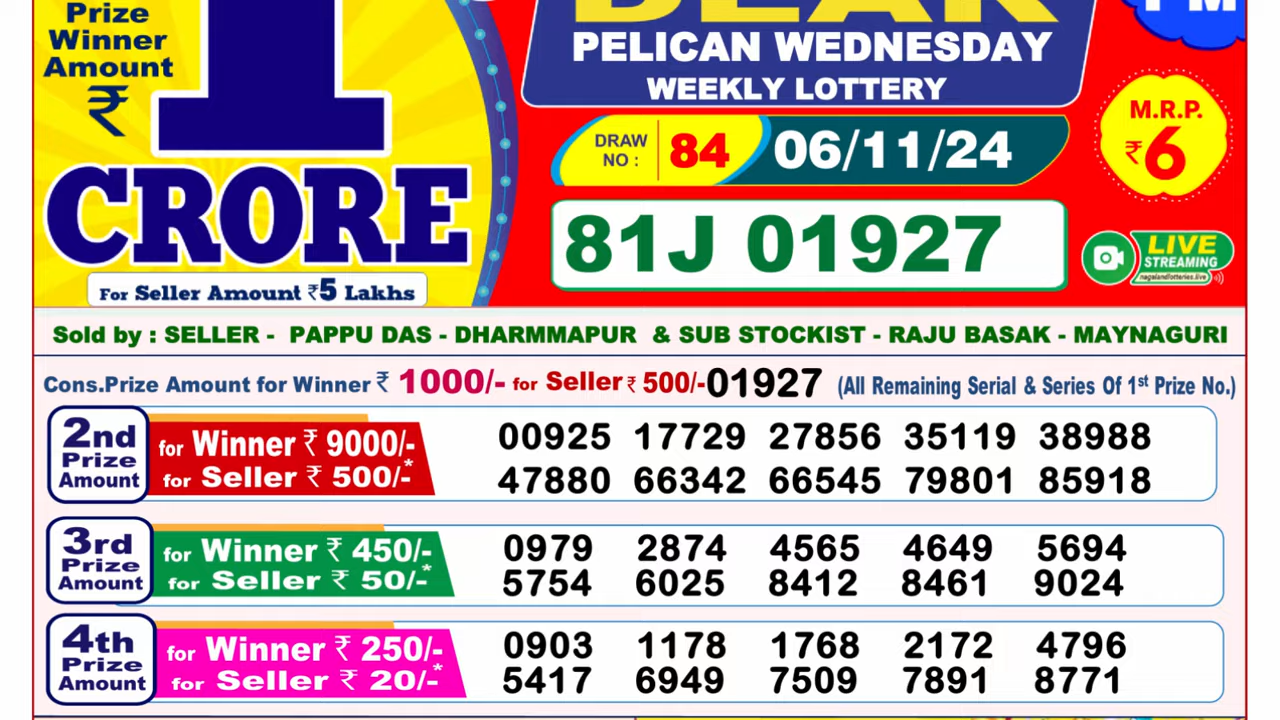 Prize
Winner
Amount
₹
1
CRORE
For Seller Amount ₹5 Lakhs
DEAR
PELICAN WEDNESDAY
WEEKLY LOTTERY
DRAW NO : 84 06/11/24
81J 01927
PM
M.R.P.
₹6
LIVE
STREAMING
nagalandlotteries.live
Sold by : SELLER - PAPPU DAS - DHARMMAPUR & SUB STOCKIST - RAJU BASAK - MAYNAGURI
Cons.Prize Amount for Winner ₹ 1000/- for Seller ₹ 500/- 01927 (All Remaining Serial & Series Of 1st Prize No.)
2nd
Prize
Amount
for Winner ₹ 9000/-
for Seller ₹ 500/-*
00925 17729 27856 35119 38988
47880 66342 66545 79801 85918
3rd
Prize
Amount
for Winner ₹ 450/-
for Seller ₹ 50/-*
0979 2874 4565 4649 5694
5754 6025 8412 8461 9024
4th
Prize
Amount
for Winner ₹ 250/-
for Seller ₹ 20/-*
0903 1178 1768 2172 4796
5417 6949 7509 7891 8771